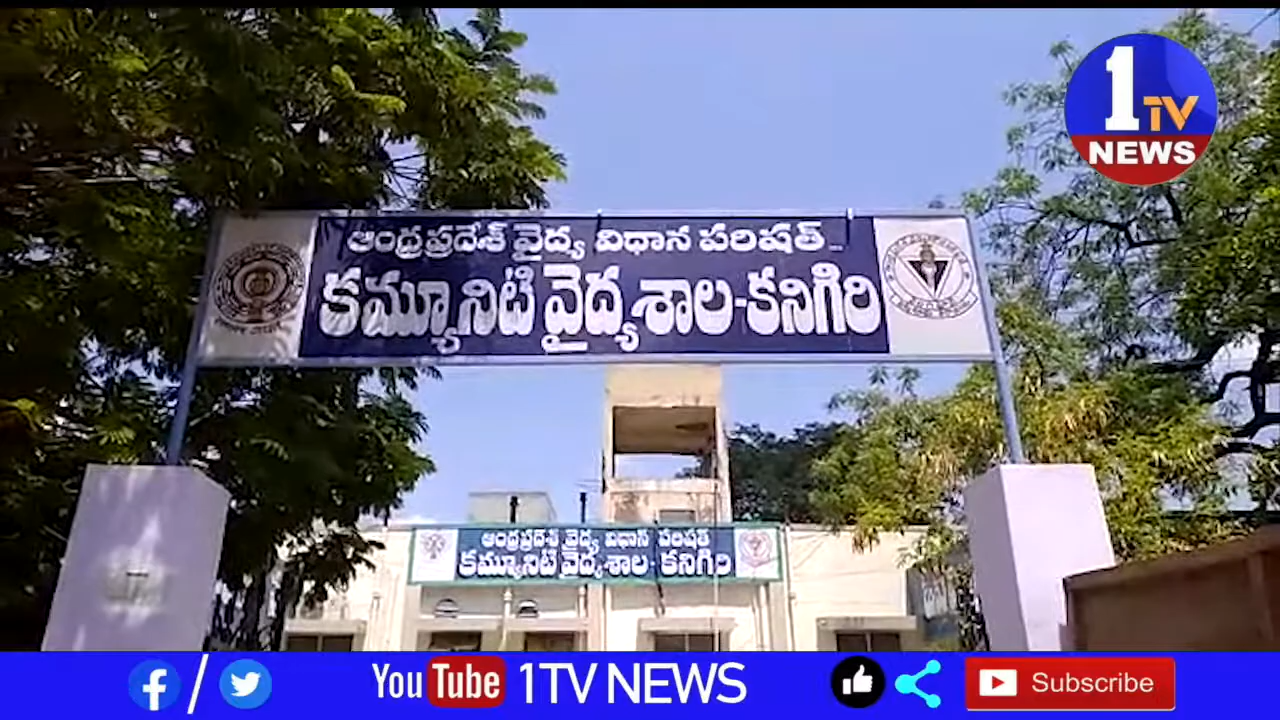 1TV
NEWS
ఆంధ్రప్రదేశ్ వైద్య విధాన పరిషత్
కమ్యూనిటి వైద్యశాల-కనిగిరి
ఆంధ్రప్రదేశ్ వైద్య విధాన పరిషత్
కమ్యూనిటి వైద్యశాల-కనిగిరి
YouTube 1TV NEWS
Subscribe